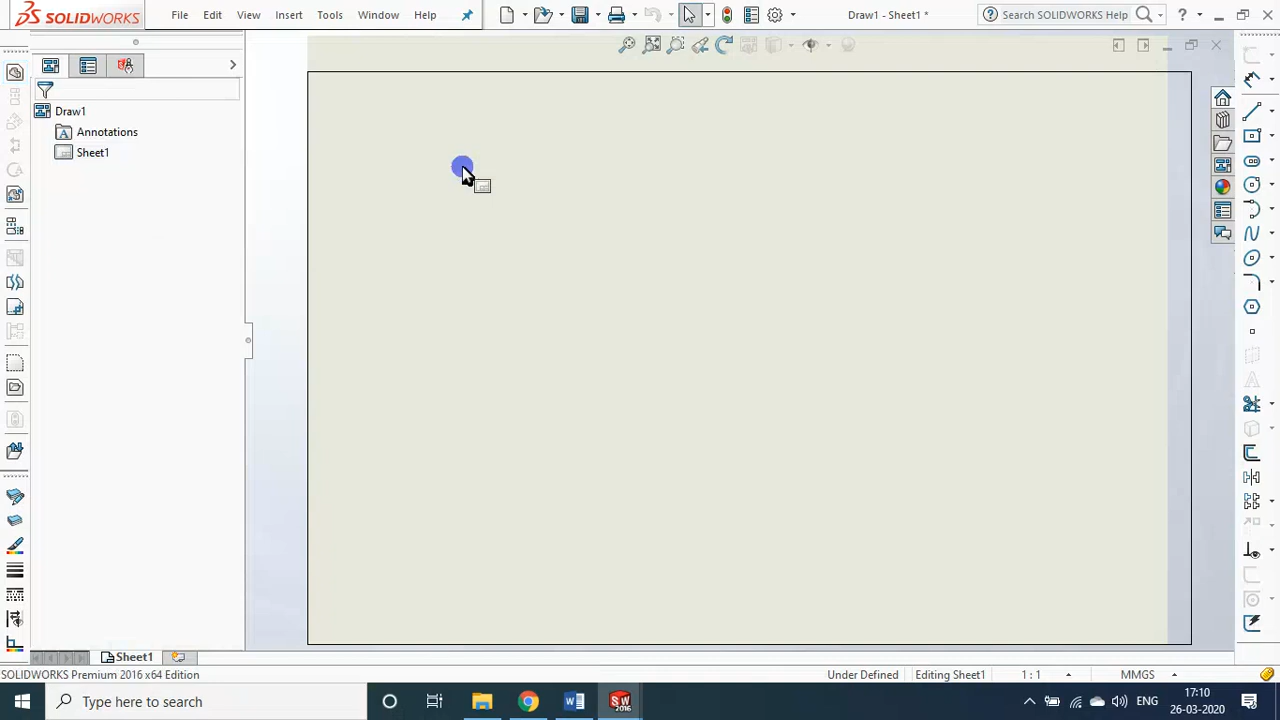 SOLIDWORKS File Edit View Insert Tools Window Help Draw1 - Sheet1 * Search SOLIDWORKS Help ?
Draw1
A Annotations
Sheet1
Sheet1
SOLIDWORKS Premium 2016 x64 Edition Under Defined Editing Sheet1 1 : 1 MMGS
Type here to search W SW 2016 ENG 17:10
26-03-2020